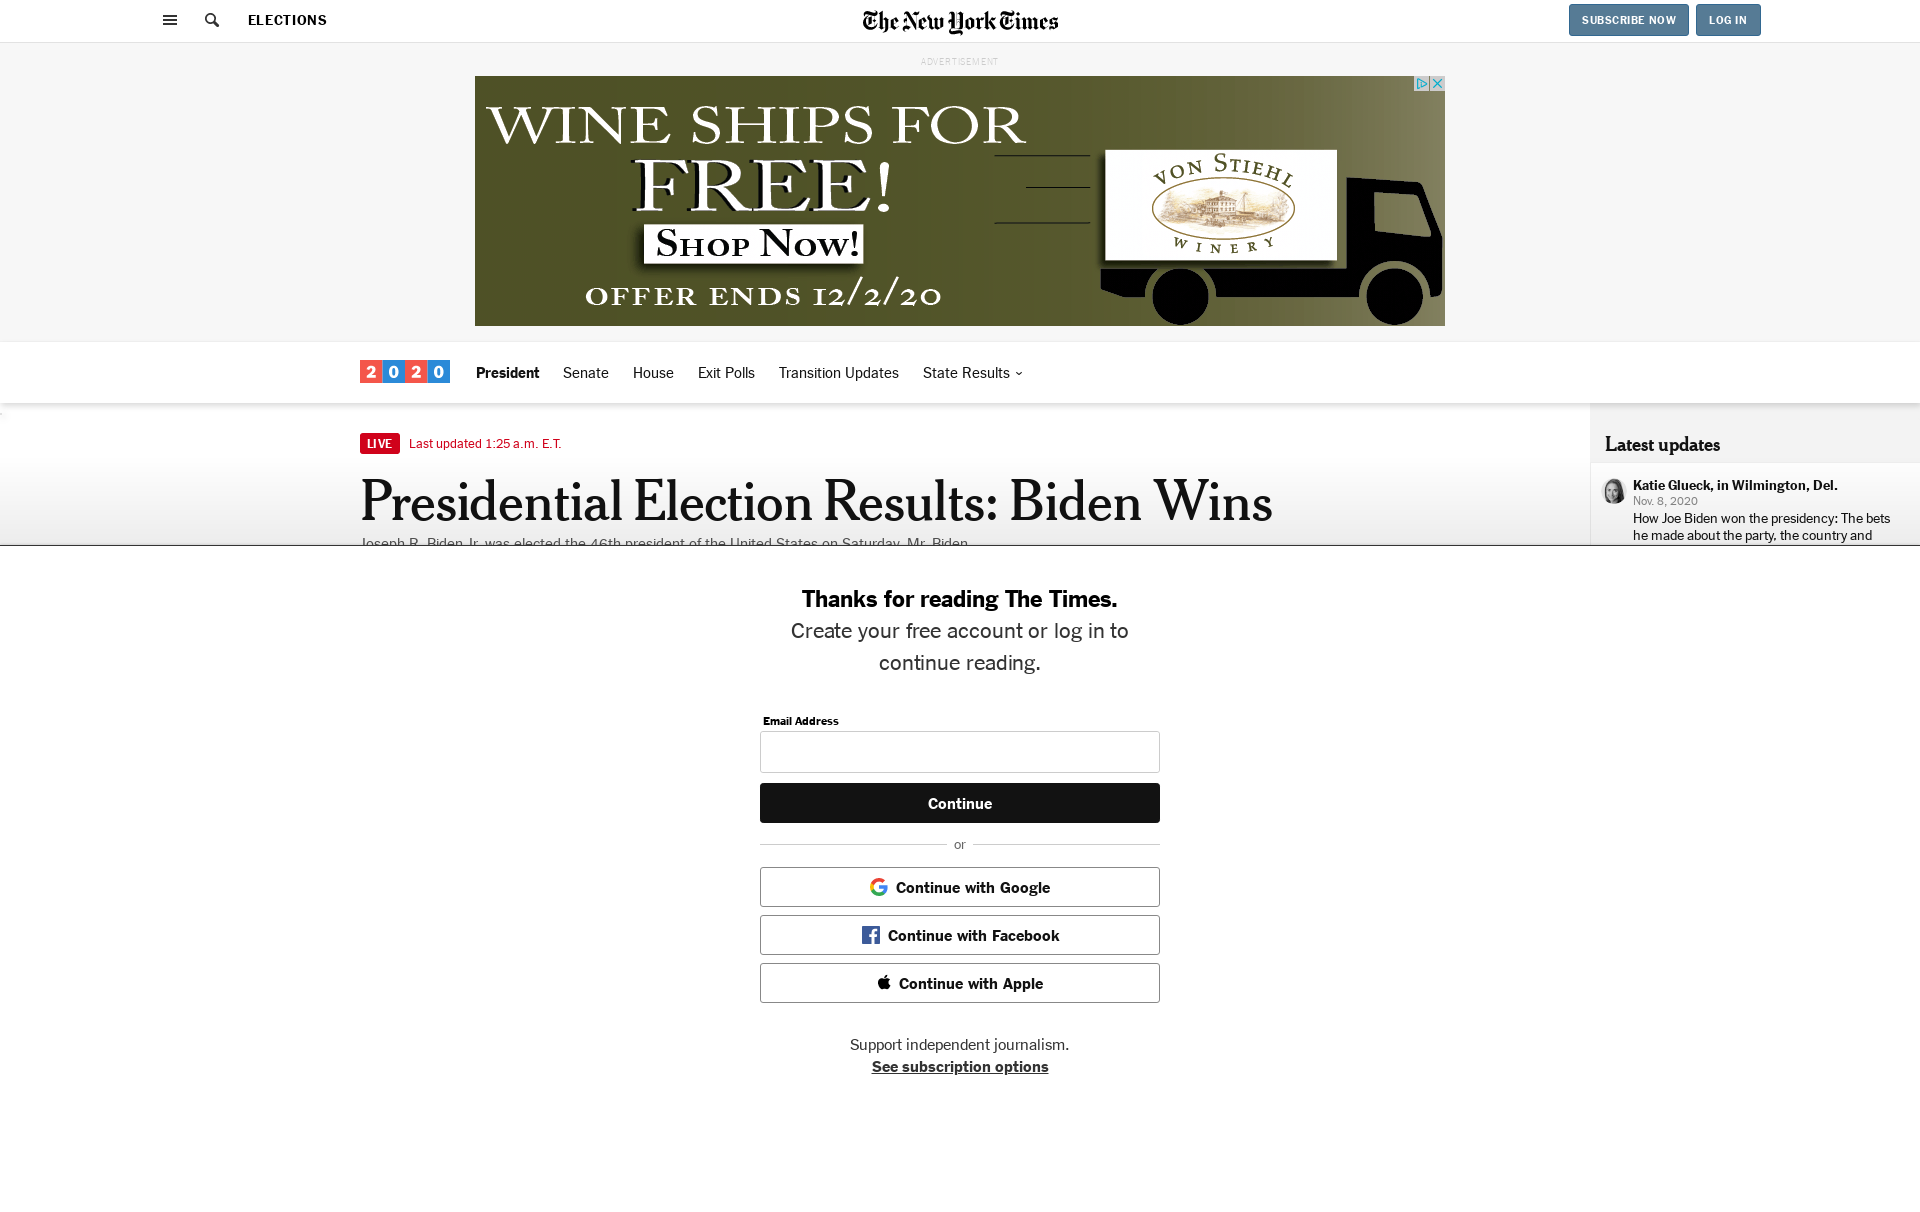 ELECTIONS
The New York Times
SUBSCRIBE NOW
LOG IN
ADVERTISEMENT
WINE SHIPS FOR
FREE!
SHOP NOW!
OFFER ENDS 12/2/20
VON STIEHL
WINERY
2020
President
Senate
House
Exit Polls
Transition Updates
State Results
LIVE
Last updated 1:25 a.m. E.T.
Presidential Election Results: Biden Wins
Joseph R. Biden Jr. was elected the 46th president of the United States on Saturday. Mr. Biden
Latest updates
Katie Glueck, in Wilmington, Del.
Nov. 8, 2020
How Joe Biden won the presidency: The bets
he made about the party, the country and
Thanks for reading The Times.
Create your free account or log in to
continue reading.
Email Address
Continue
or
Continue with Google
Continue with Facebook
Continue with Apple
Support independent journalism.
See subscription options